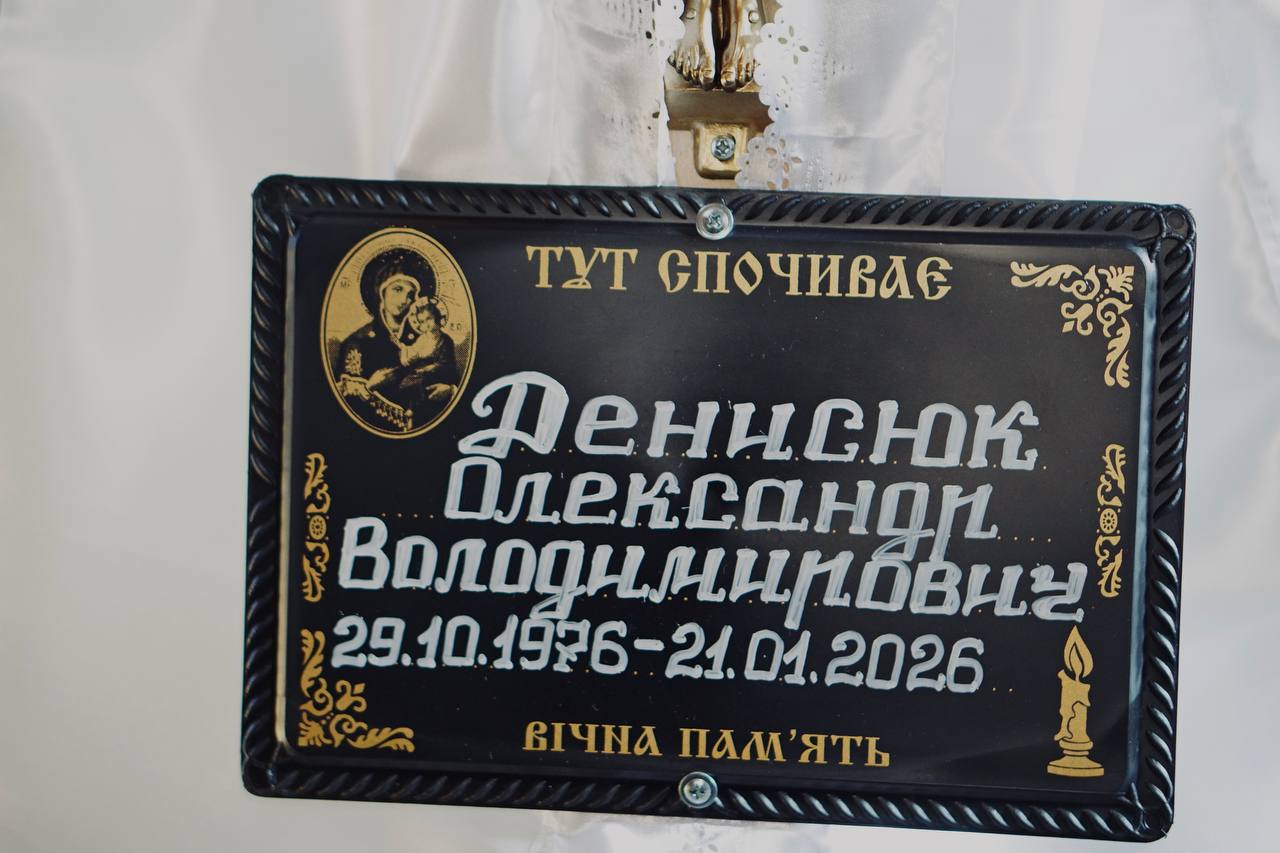 ТУТ СПОЧИВАЄ
Денисюк
Олександр
Володимирович
29.10.1976-21.01.2026
ВІЧНА ПАМ'ЯТЬ